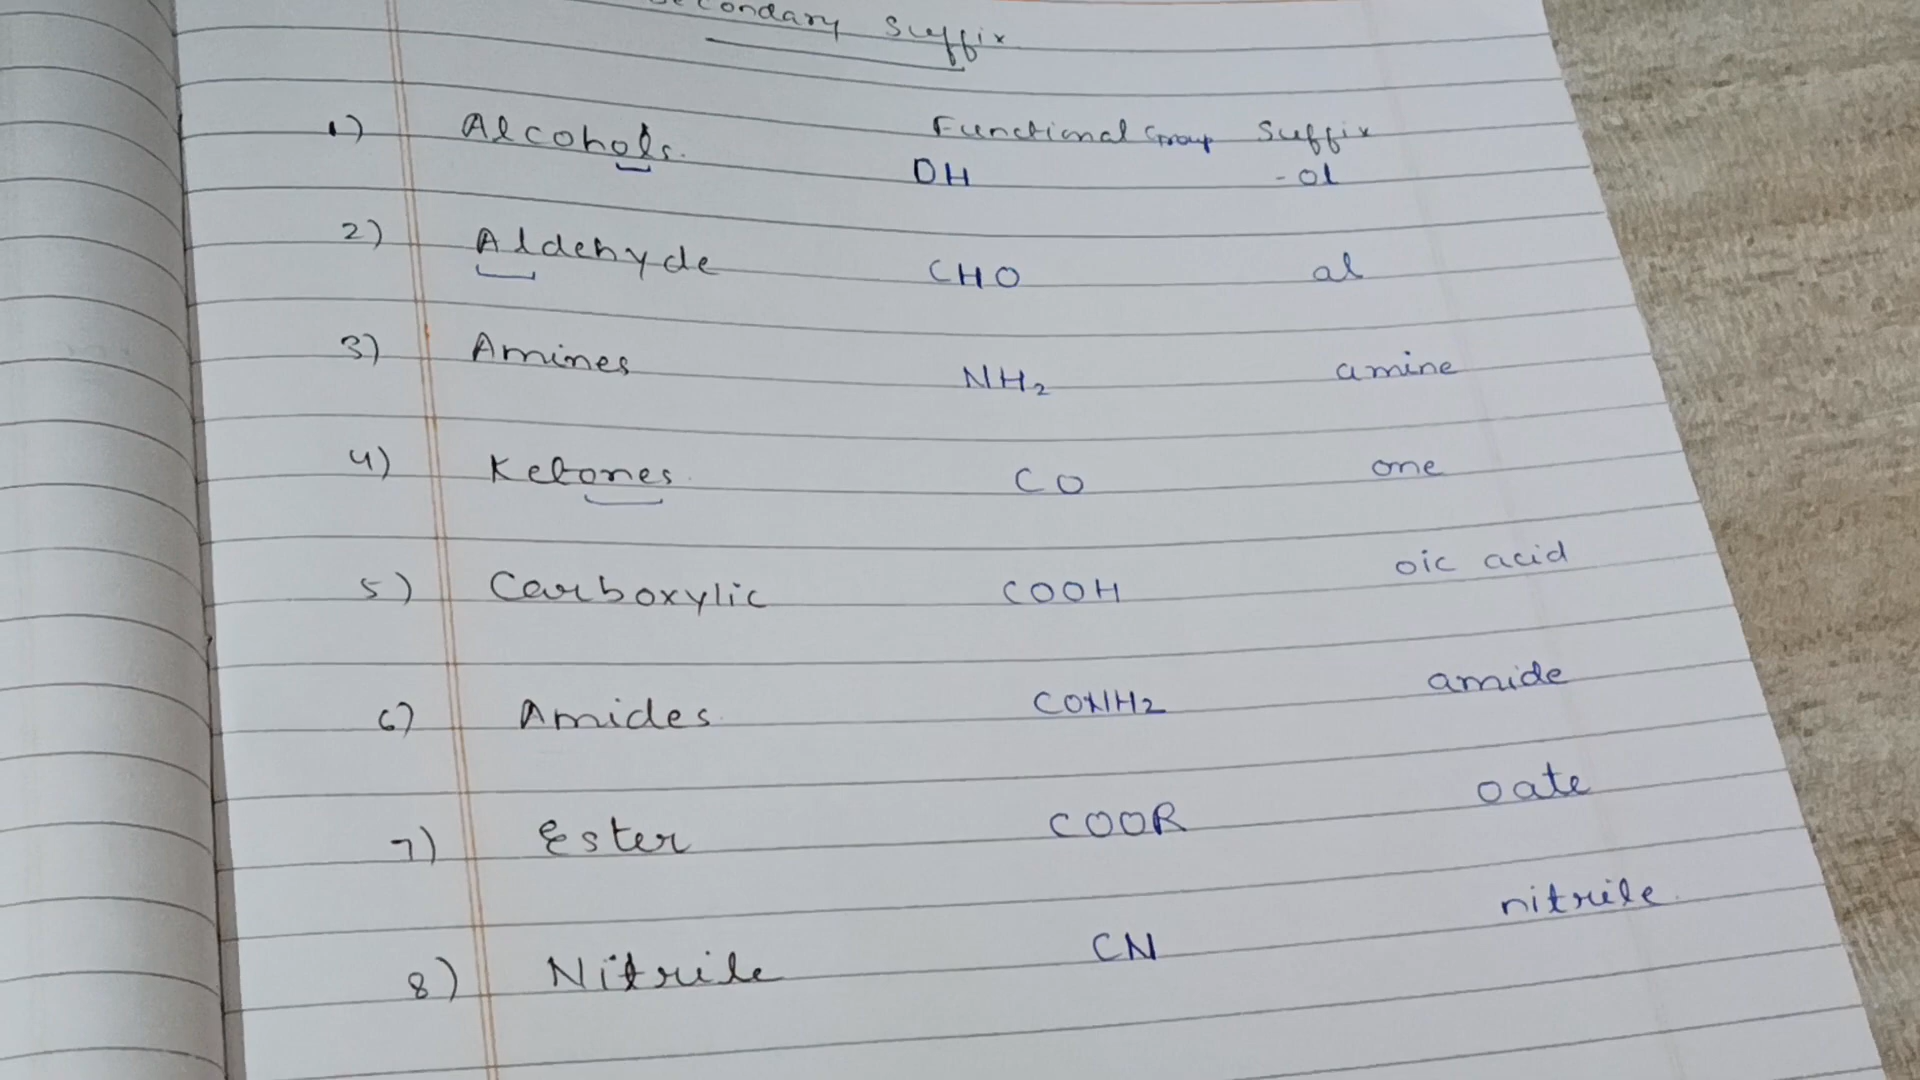 Secondary Suffix
Functional Group Suffix
1) Alcohols. OH -ol
2) Aldehyde CHO al
3) Amines NH₂ amine
4) Ketones. CO one
5) Carboxylic COOH oic acid
6) Amides. CONH₂ amide
7) Ester COOR oate
8) Nitrile CN nitrile.